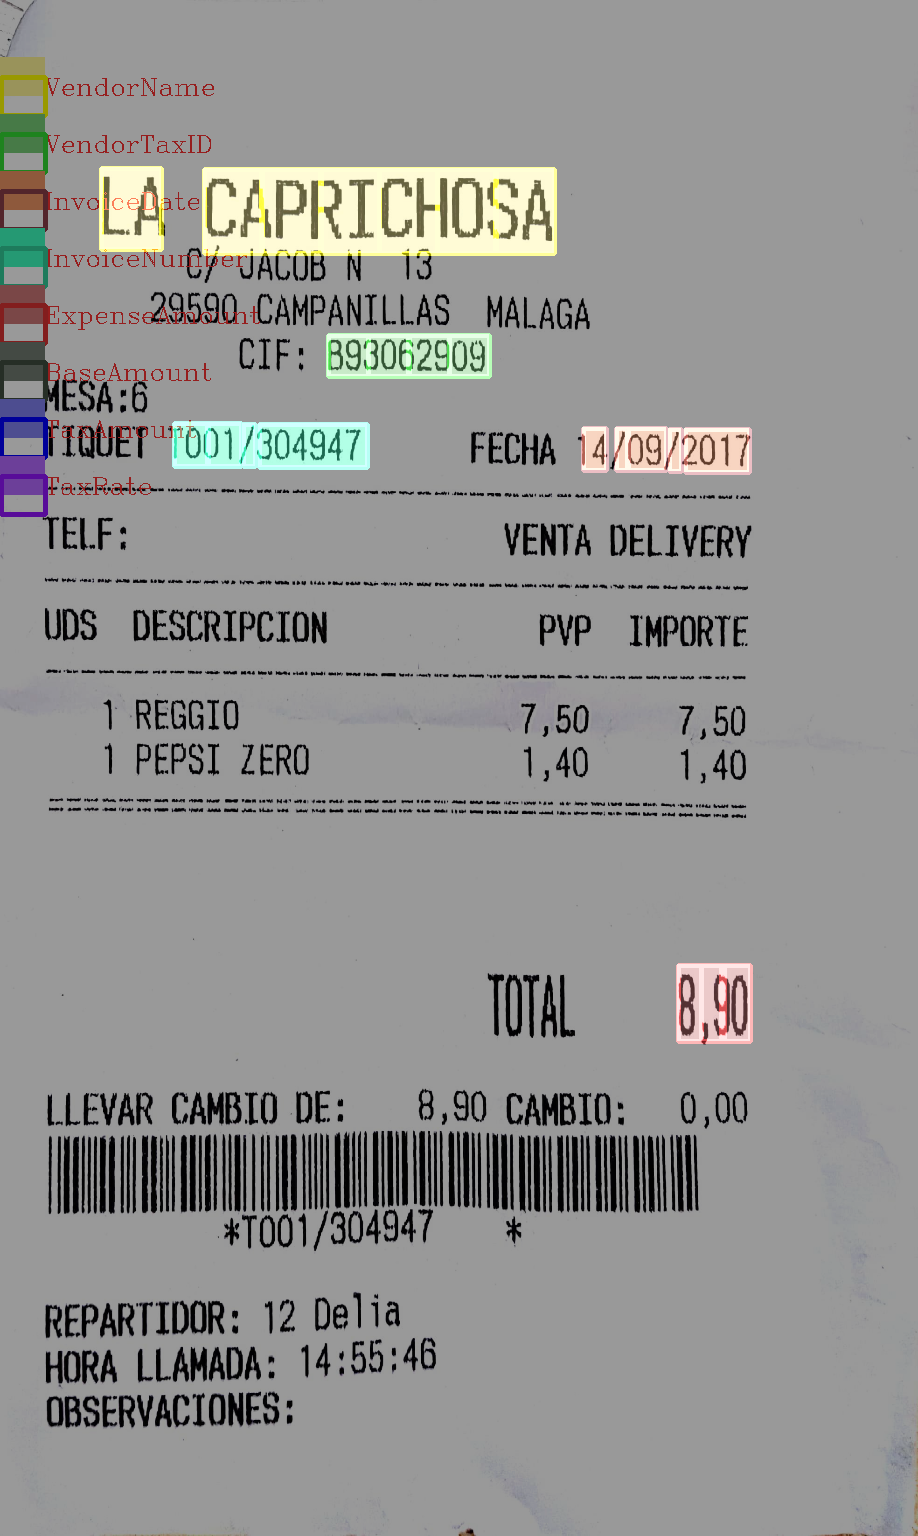 VendorName
VendorTaxID
LA CAPRICHOSA
InvoiceDate
InvoiceNumber
C/ JACOB N 13
29590 CAMPANILLAS MALAGA
ExpenseAmount
CIF: B93062909
BaseAmount
MESA:6
TaxAmount
TIQUET T001/304947 FECHA 14/09/2017
TaxRate
TELF: VENTA DELIVERY
UDS DESCRIPCION PVP IMPORTE
1 REGGIO 7,50 7,50
1 PEPSI ZERO 1,40 1,40
TOTAL 8,90
LLEVAR CAMBIO DE: 8,90 CAMBIO: 0,00
*T001/304947 *
REPARTIDOR: 12 Delia
HORA LLAMADA: 14:55:46
OBSERVACIONES: